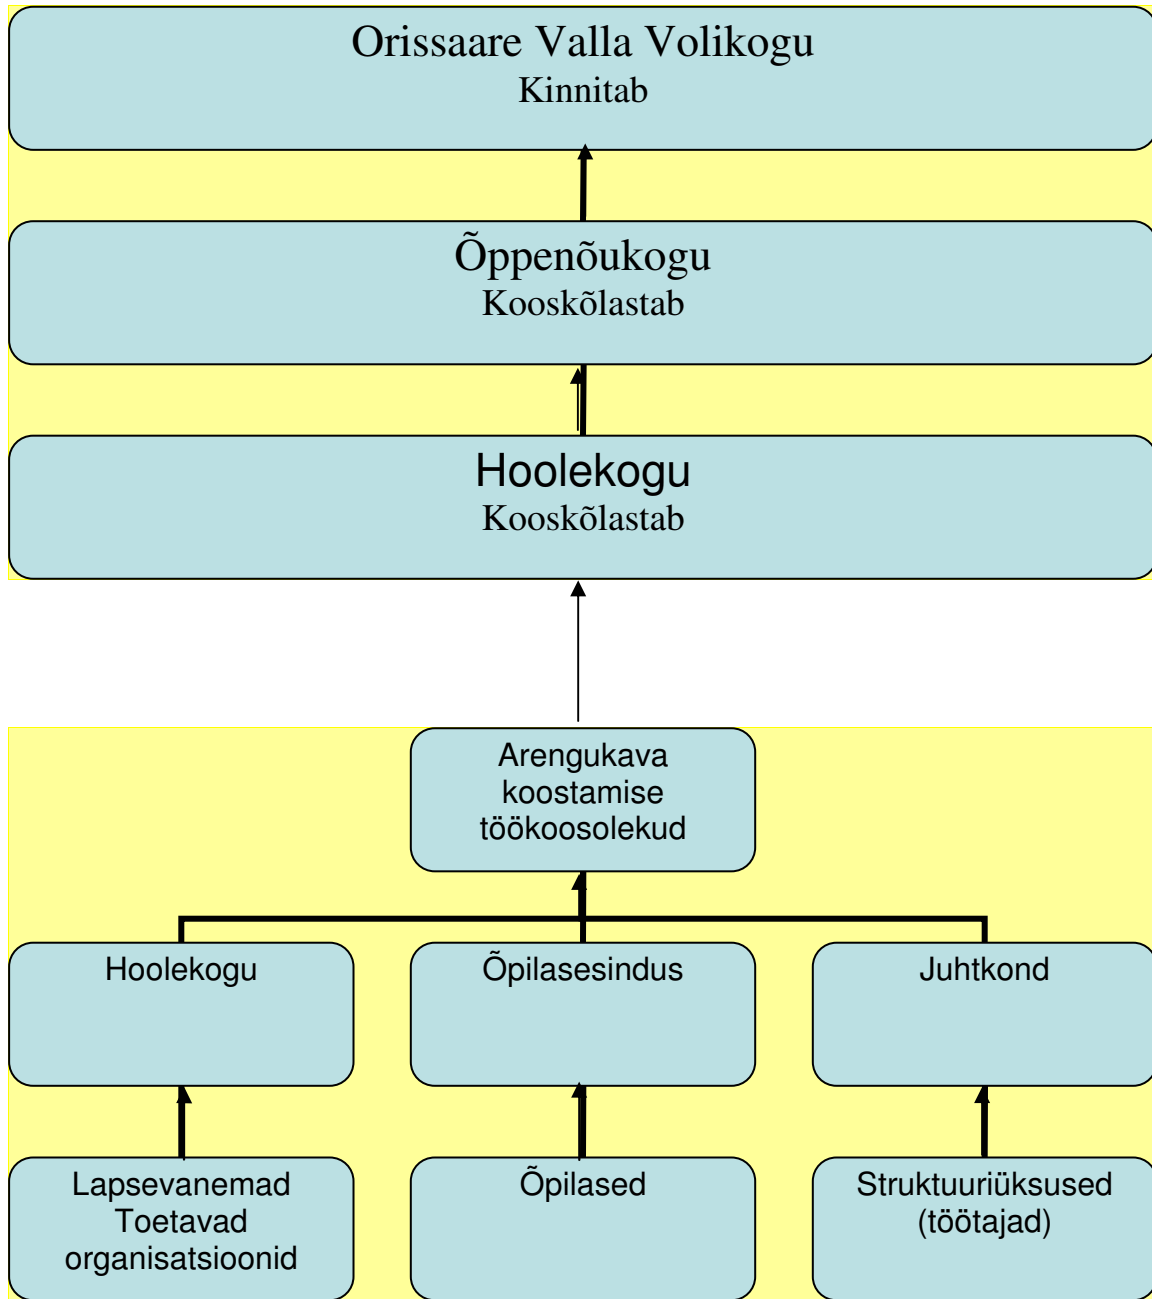 Orissaare Valla Volikogu
Kinnitab
Õppenõukogu
Kooskõlastab
Hoolekogu
Kooskõlastab
Arengukava
koostamise
töökoosolekud
Hoolekogu
Õpilasesindus
Juhtkond
Lapsevanemad
Toetavad
organisatsioonid
Õpilased
Struktuuriüksused
(töötajad)